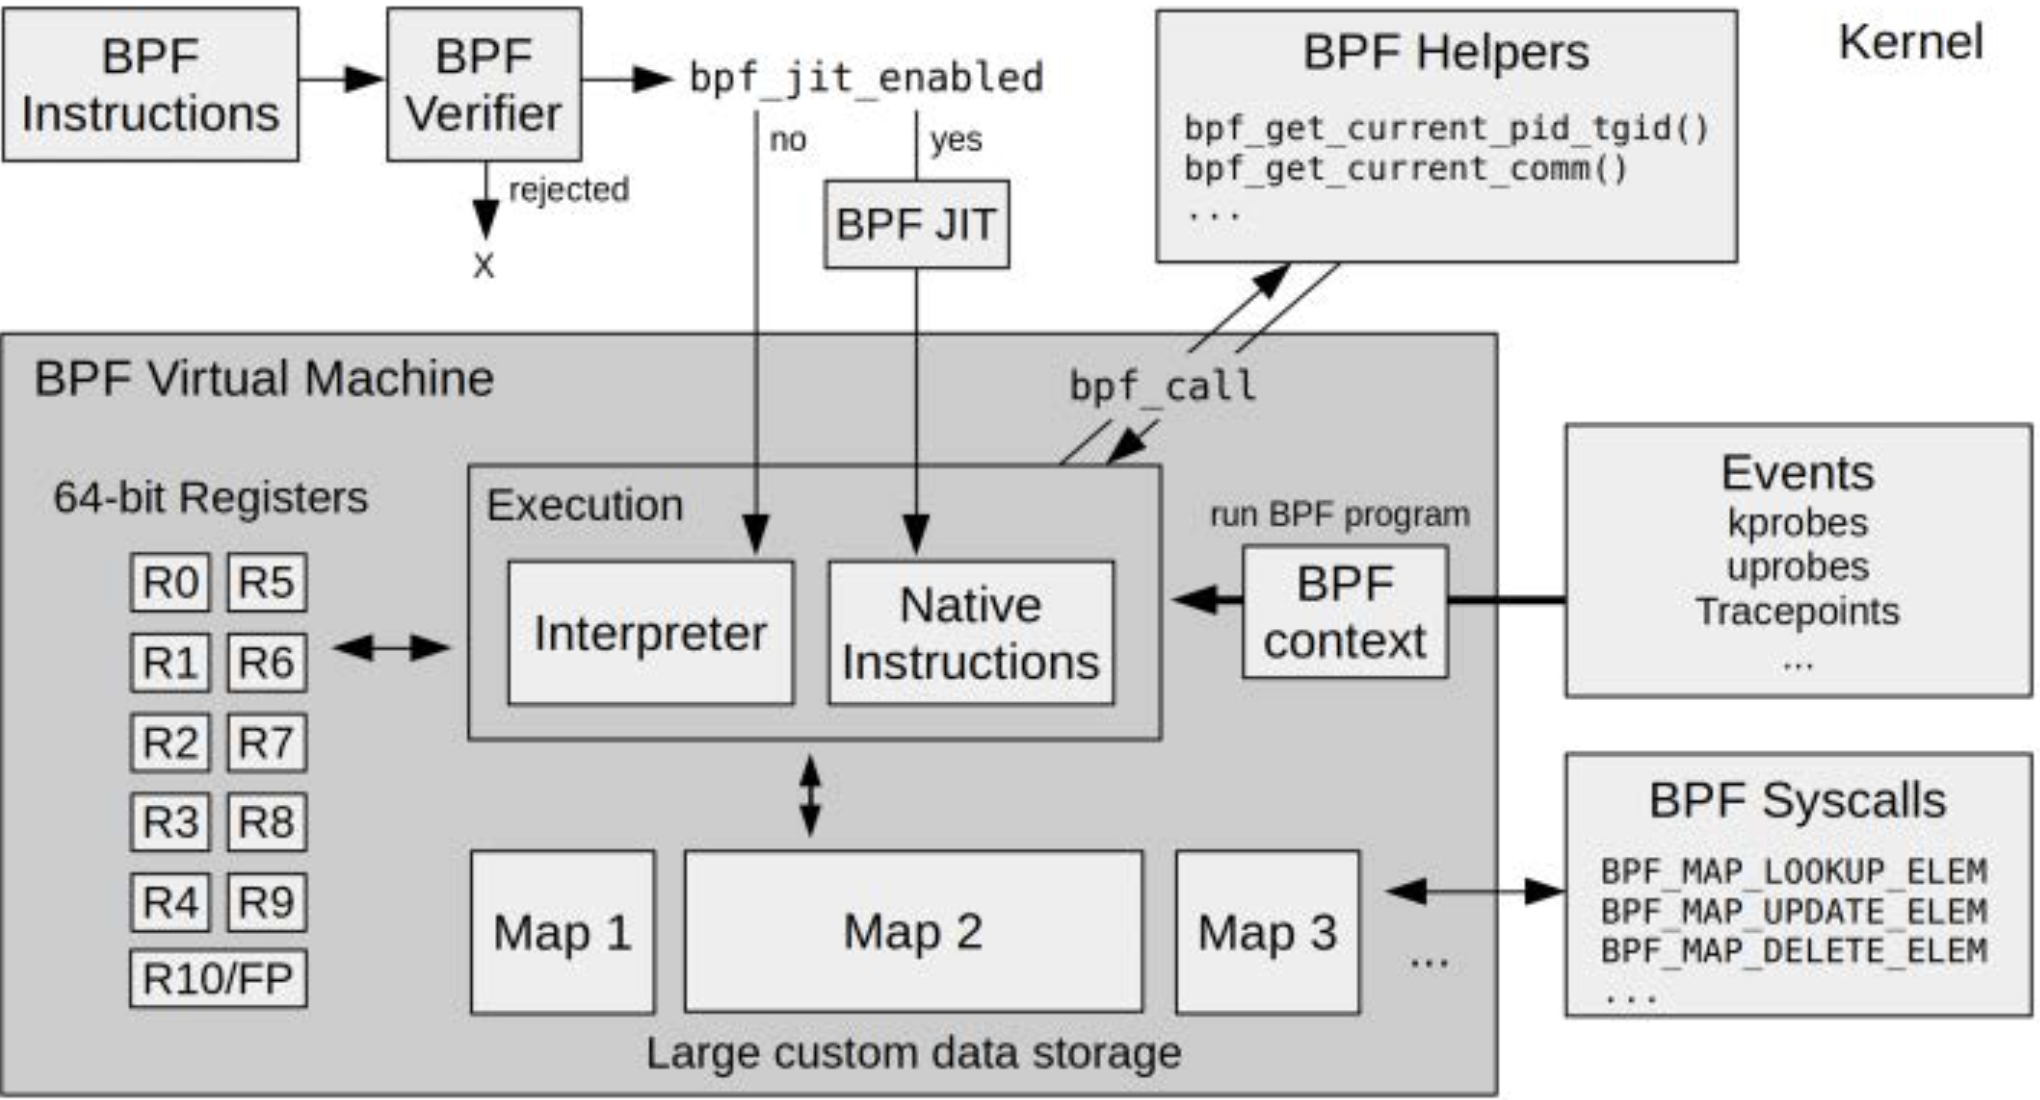 BPF
Instructions
BPF
Verifier
bpf_jit_enabled
no
yes
rejected
X
BPF JIT
BPF Helpers
bpf_get_current_pid_tgid()
bpf_get_current_comm()
...
Kernel
BPF Virtual Machine
bpf_call
64-bit Registers
R0 R5
R1 R6
R2 R7
R3 R8
R4 R9
R10/FP
Execution
Interpreter
Native
Instructions
run BPF program
BPF
context
Events
kprobes
uprobes
Tracepoints
...
Map 1
Map 2
Map 3
...
Large custom data storage
BPF Syscalls
BPF_MAP_LOOKUP_ELEM
BPF_MAP_UPDATE_ELEM
BPF_MAP_DELETE_ELEM
...